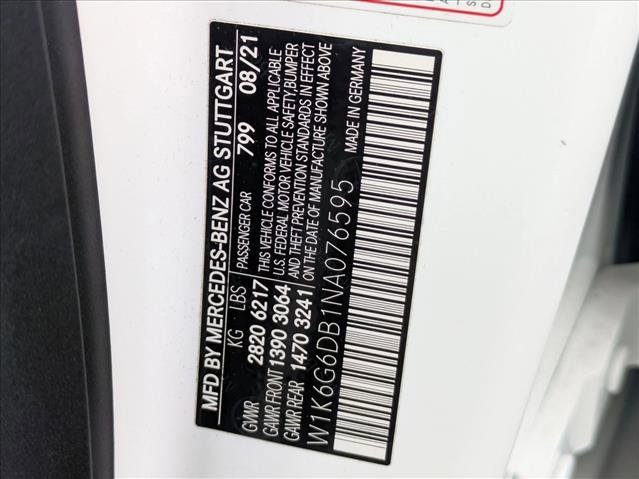 MFD BY MERCEDES-BENZ AG STUTTGART
KG LBS PASSENGER CAR 799 08/21
GVWR 2820 6217 THIS VEHICLE CONFORMS TO ALL APPLICABLE
GAWR FRONT 1390 3064 U.S. FEDERAL MOTOR VEHICLE SAFETY,BUMPER
GAWR REAR 1470 3241 AND THEFT PREVENTION STANDARDS IN EFFECT
ON THE DATE OF MANUFACTURE SHOWN ABOVE
W1K6G6DB1NA076595 MADE IN GERMANY